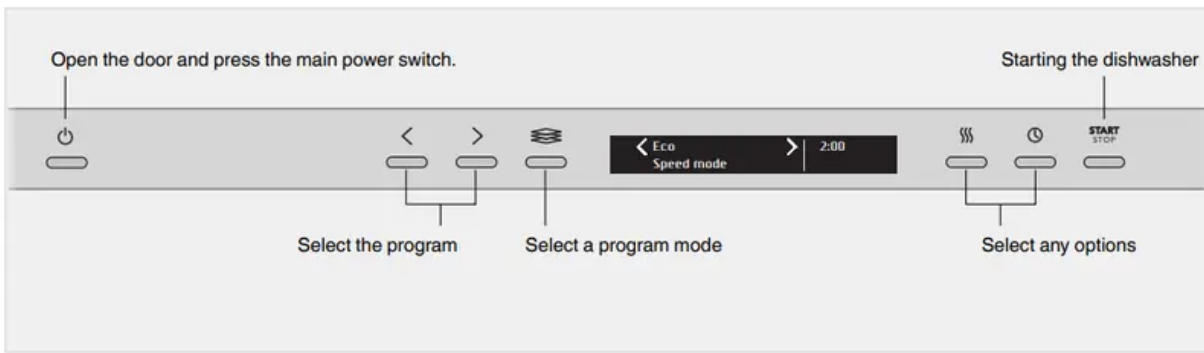 Open the door and press the main power switch.
Starting the dishwasher
START
STOP
Eco
2:00
Speed mode
Select the program
Select a program mode
Select any options